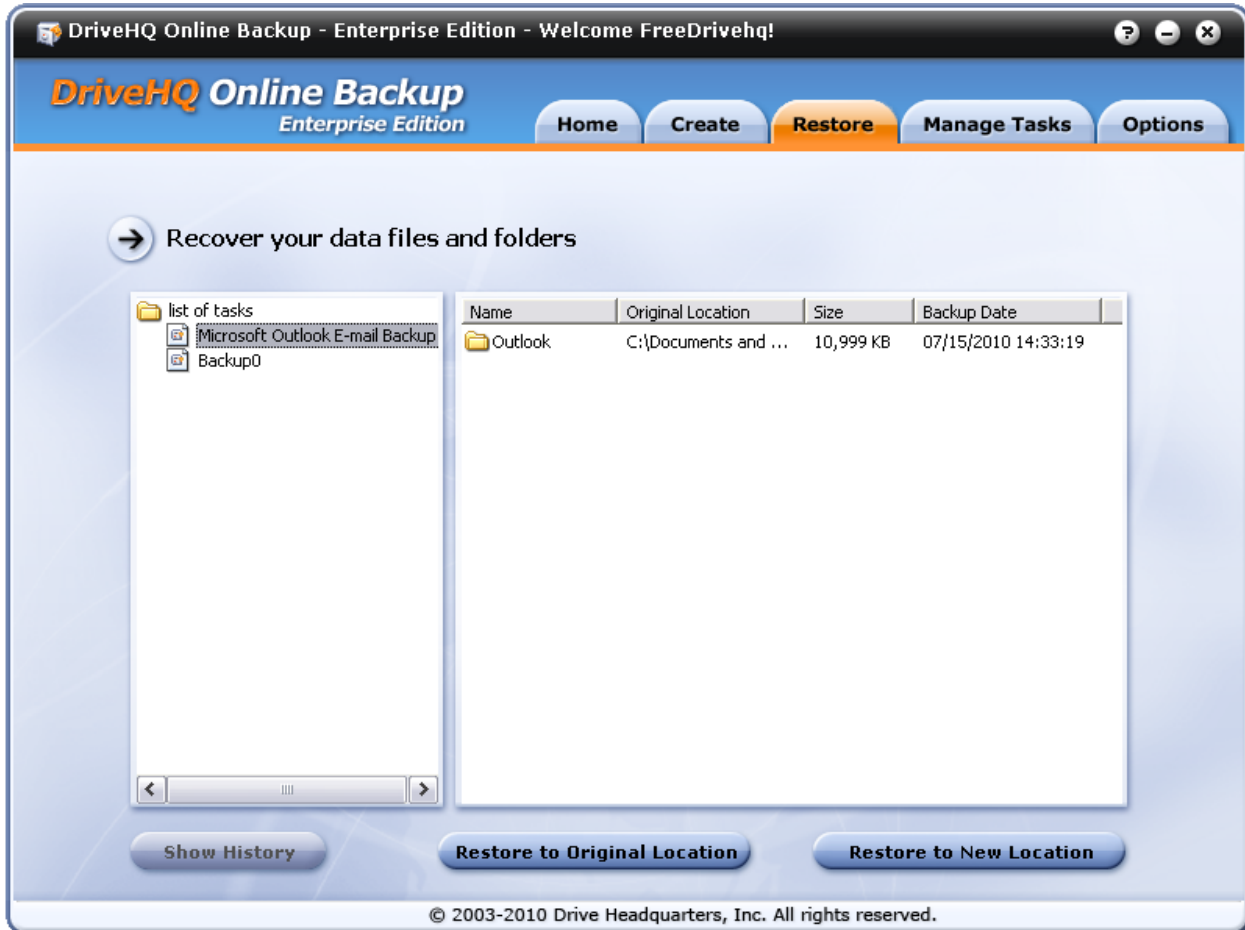 DriveHQ Online Backup - Enterprise Edition - Welcome FreeDrivehq!
DriveHQ Online Backup
Enterprise Edition
Home Create Restore Manage Tasks Options
Recover your data files and folders
list of tasks
Microsoft Outlook E-mail Backup
Backup0
Name Original Location Size Backup Date
Outlook C:\Documents and ... 10,999 KB 07/15/2010 14:33:19
Show History Restore to Original Location Restore to New Location
© 2003-2010 Drive Headquarters, Inc. All rights reserved.